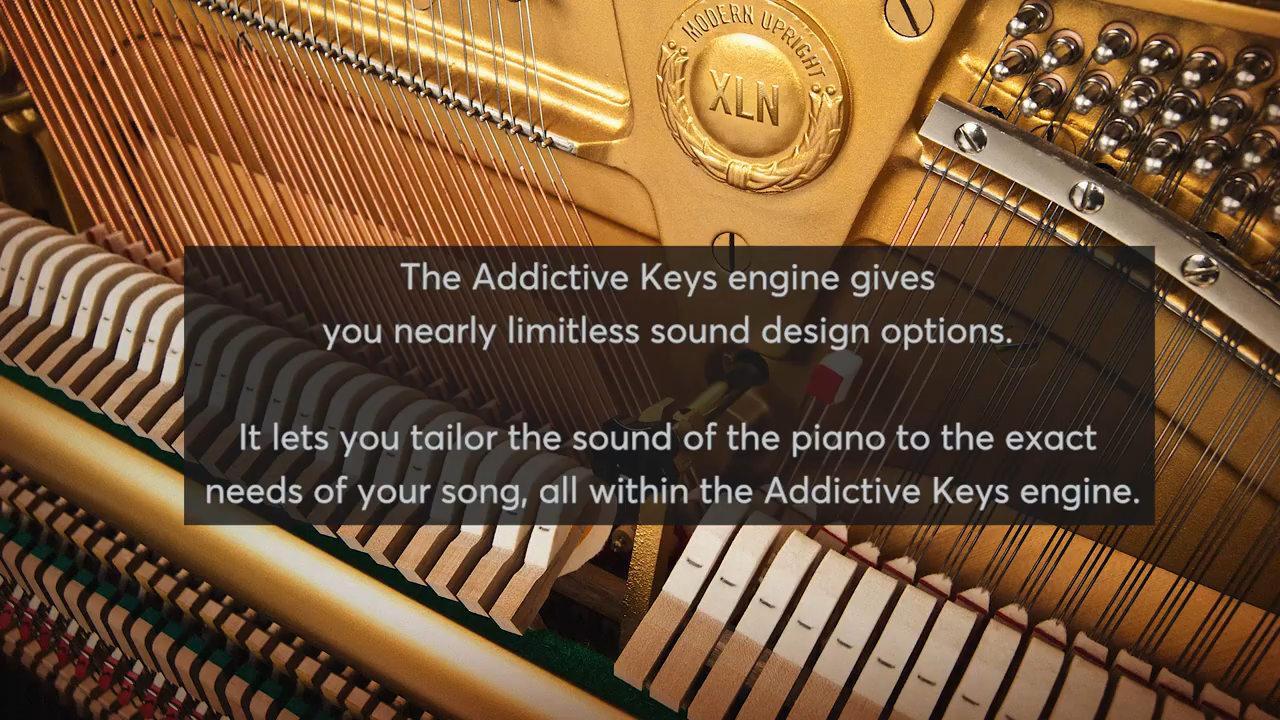 MODERN UPRIGHT
XLN
The Addictive Keys engine gives
you nearly limitless sound design options.
It lets you tailor the sound of the piano to the exact
needs of your song, all within the Addictive Keys engine.